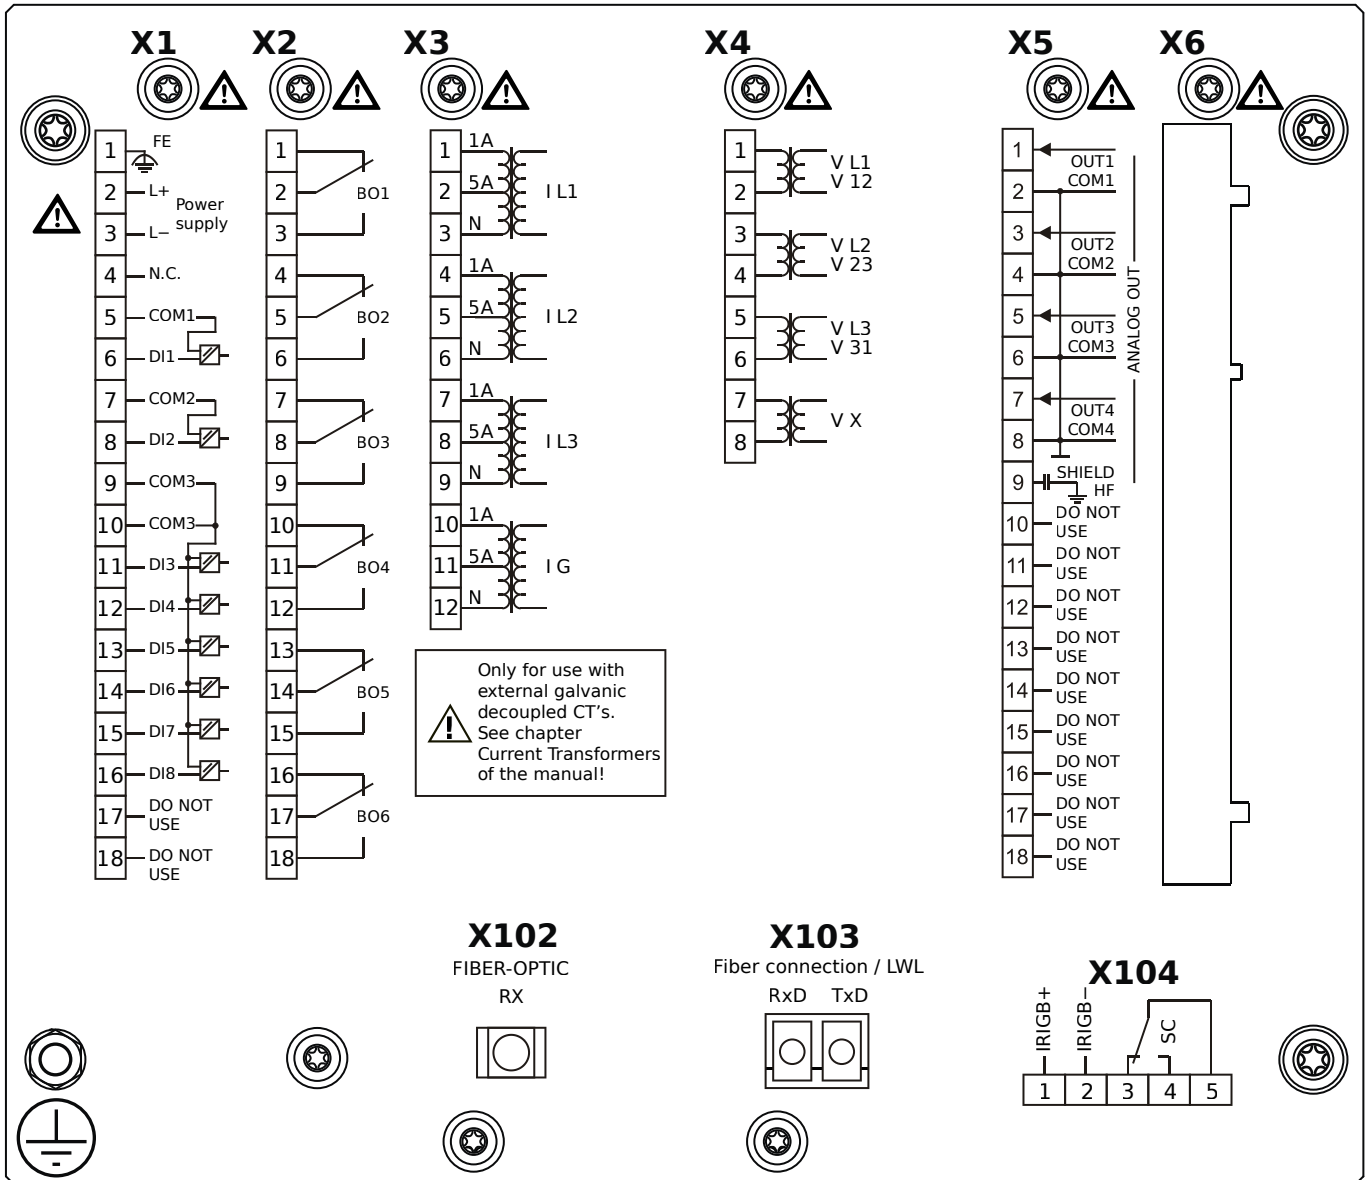 X1
X2
X3
X4
X5
X6
1
FE
2
L+
Power
supply
3
L−
4
N.C.
5
COM1
6
DI1
7
COM2
8
DI2
9
COM3
10
COM3
11
DI3
12
DI4
13
DI5
14
DI6
15
DI7
16
DI8
17
DO NOT
USE
18
DO NOT
USE
1
2
BO1
3
4
5
BO2
6
7
8
BO3
9
10
11
BO4
12
13
14
BO5
15
16
17
BO6
18
1
1A
2
5A
I L1
3
N
4
1A
5
5A
I L2
6
N
7
1A
8
5A
I L3
9
N
10
1A
11
5A
I G
12
N
Only for use with
external galvanic
decoupled CT's.
See chapter
Current Transformers
of the manual!
1
V L1
2
V 12
3
V L2
4
V 23
5
V L3
6
V 31
7
V X
8
1
OUT1
2
COM1
3
OUT2
4
COM2
5
OUT3
6
COM3
7
OUT4
8
COM4
ANALOG OUT
9
SHIELD
HF
10
DO NOT
USE
11
DO NOT
USE
12
DO NOT
USE
13
DO NOT
USE
14
DO NOT
USE
15
DO NOT
USE
16
DO NOT
USE
17
DO NOT
USE
18
DO NOT
USE
X102
FIBER-OPTIC
RX
X103
Fiber connection / LWL
RxD TxD
X104
IRIGB+
IRIGB−
SC
1 2 3 4 5